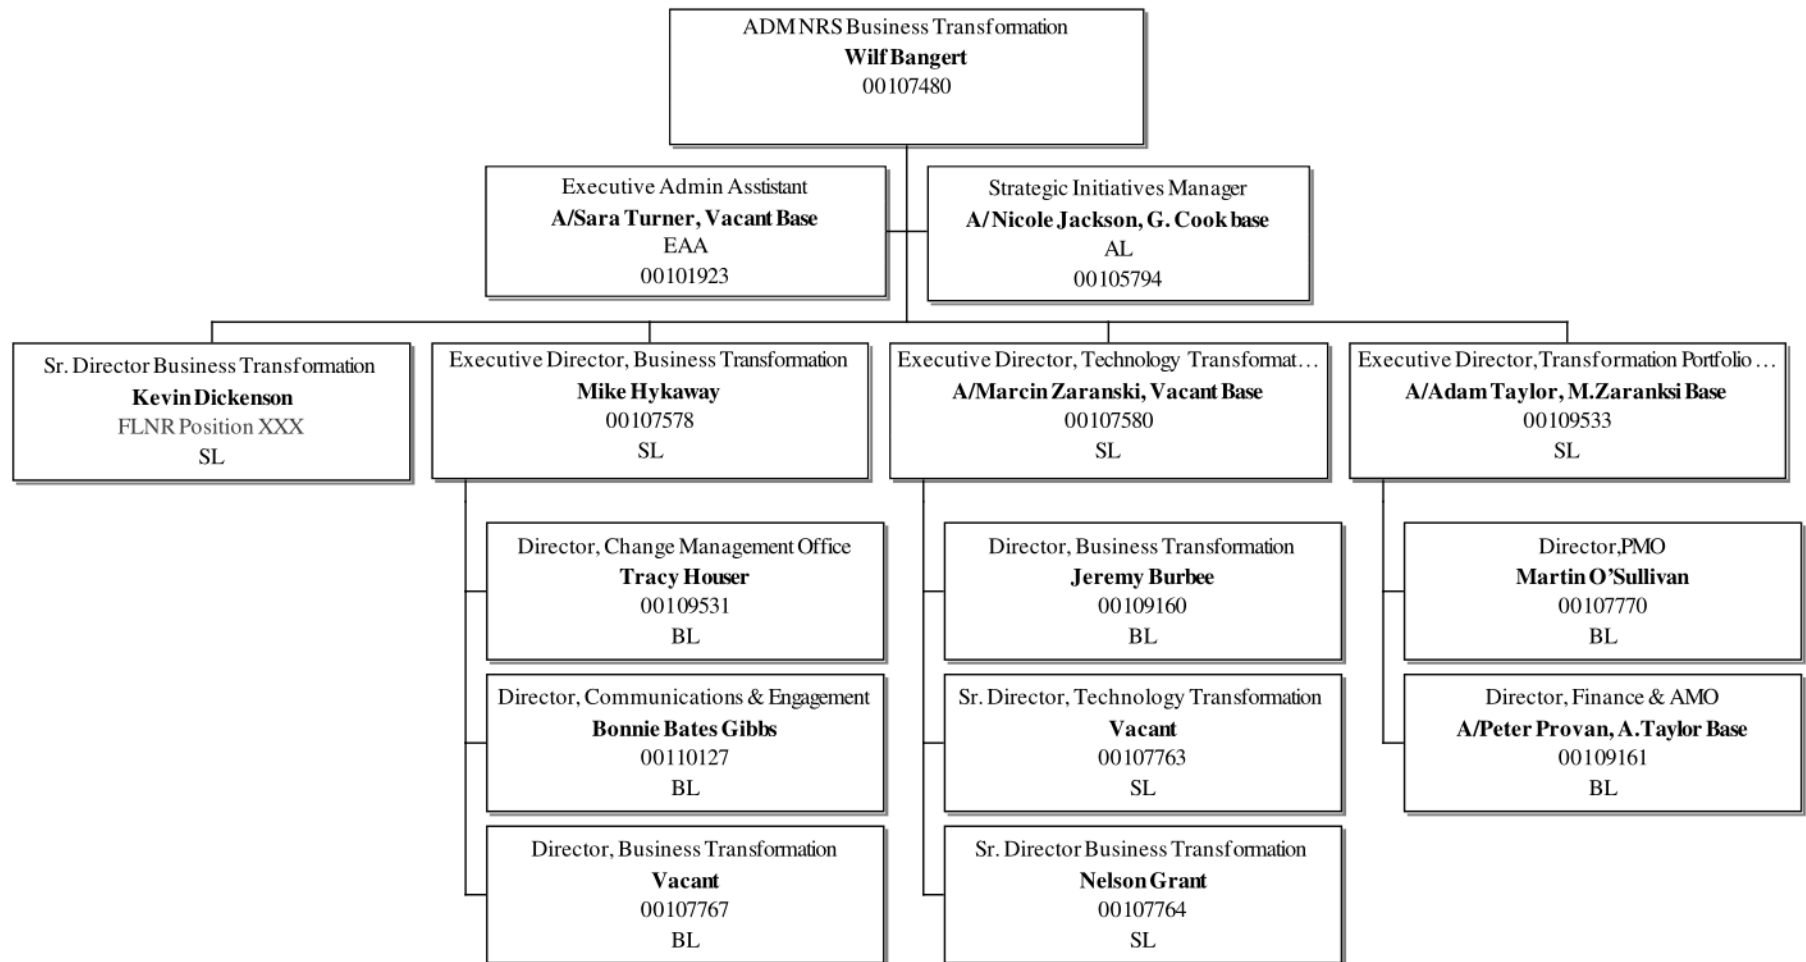 ADM NRS Business Transformation
Wilf Bangert
00107480
Executive Admin Asstistant
A/Sara Turner, Vacant Base
EAA
00101923
Strategic Initiatives Manager
A/Nicole Jackson, G. Cook base
AL
00105794
Sr. Director Business Transformation
Kevin Dickenson
FLNR Position XXX
SL
Executive Director, Business Transformation
Mike Hykaway
00107578
SL
Executive Director, Technology Transformat…
A/Marcin Zaranski, Vacant Base
00107580
SL
Executive Director, Transformation Portfolio …
A/Adam Taylor, M.Zaranksi Base
00109533
SL
Director, Change Management Office
Tracy Houser
00109531
BL
Director, Communications & Engagement
Bonnie Bates Gibbs
00110127
BL
Director, Business Transformation
Vacant
00107767
BL
Director, Business Transformation
Jeremy Burbee
00109160
BL
Sr. Director, Technology Transformation
Vacant
00107763
SL
Sr. Director Business Transformation
Nelson Grant
00107764
SL
Director,PMO
Martin O’Sullivan
00107770
BL
Director, Finance & AMO
A/Peter Provan, A.Taylor Base
00109161
BL